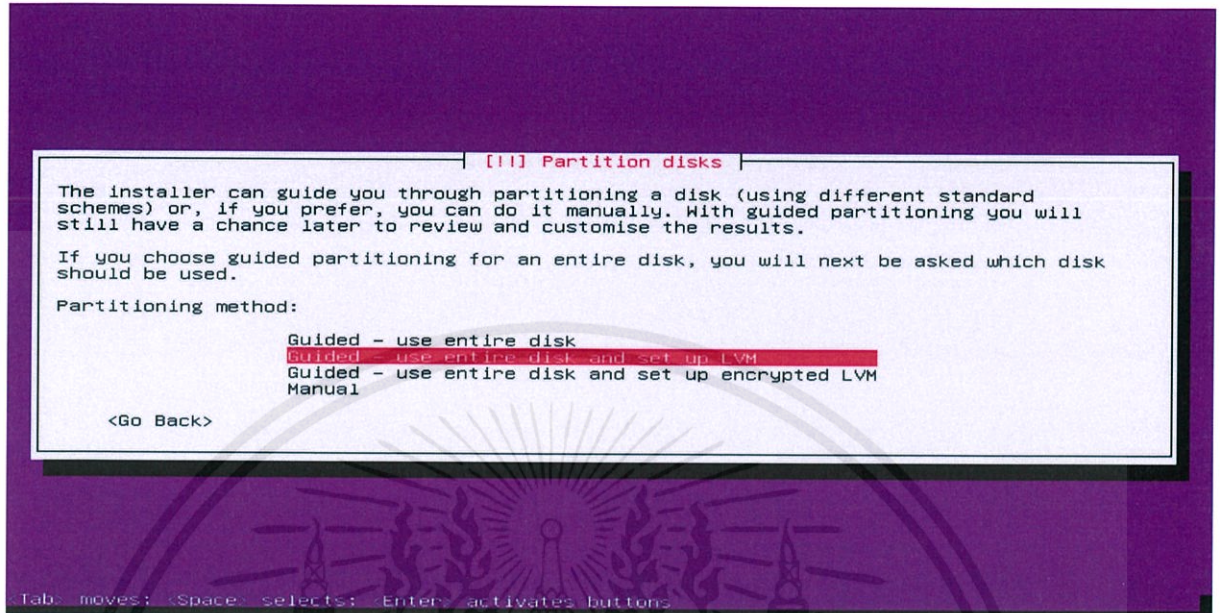 [!!] Partition disks
The installer can guide you through partitioning a disk (using different standard
schemes) or, if you prefer, you can do it manually. With guided partitioning you will
still have a chance later to review and customise the results.
If you choose guided partitioning for an entire disk, you will next be asked which disk
should be used.
Partitioning method:
Guided – use entire disk
Guided – use entire disk and set up LVM
Guided – use entire disk and set up encrypted LVM
Manual
<Go Back>
<Tab> moves; <Space> selects; <Enter> activates buttons